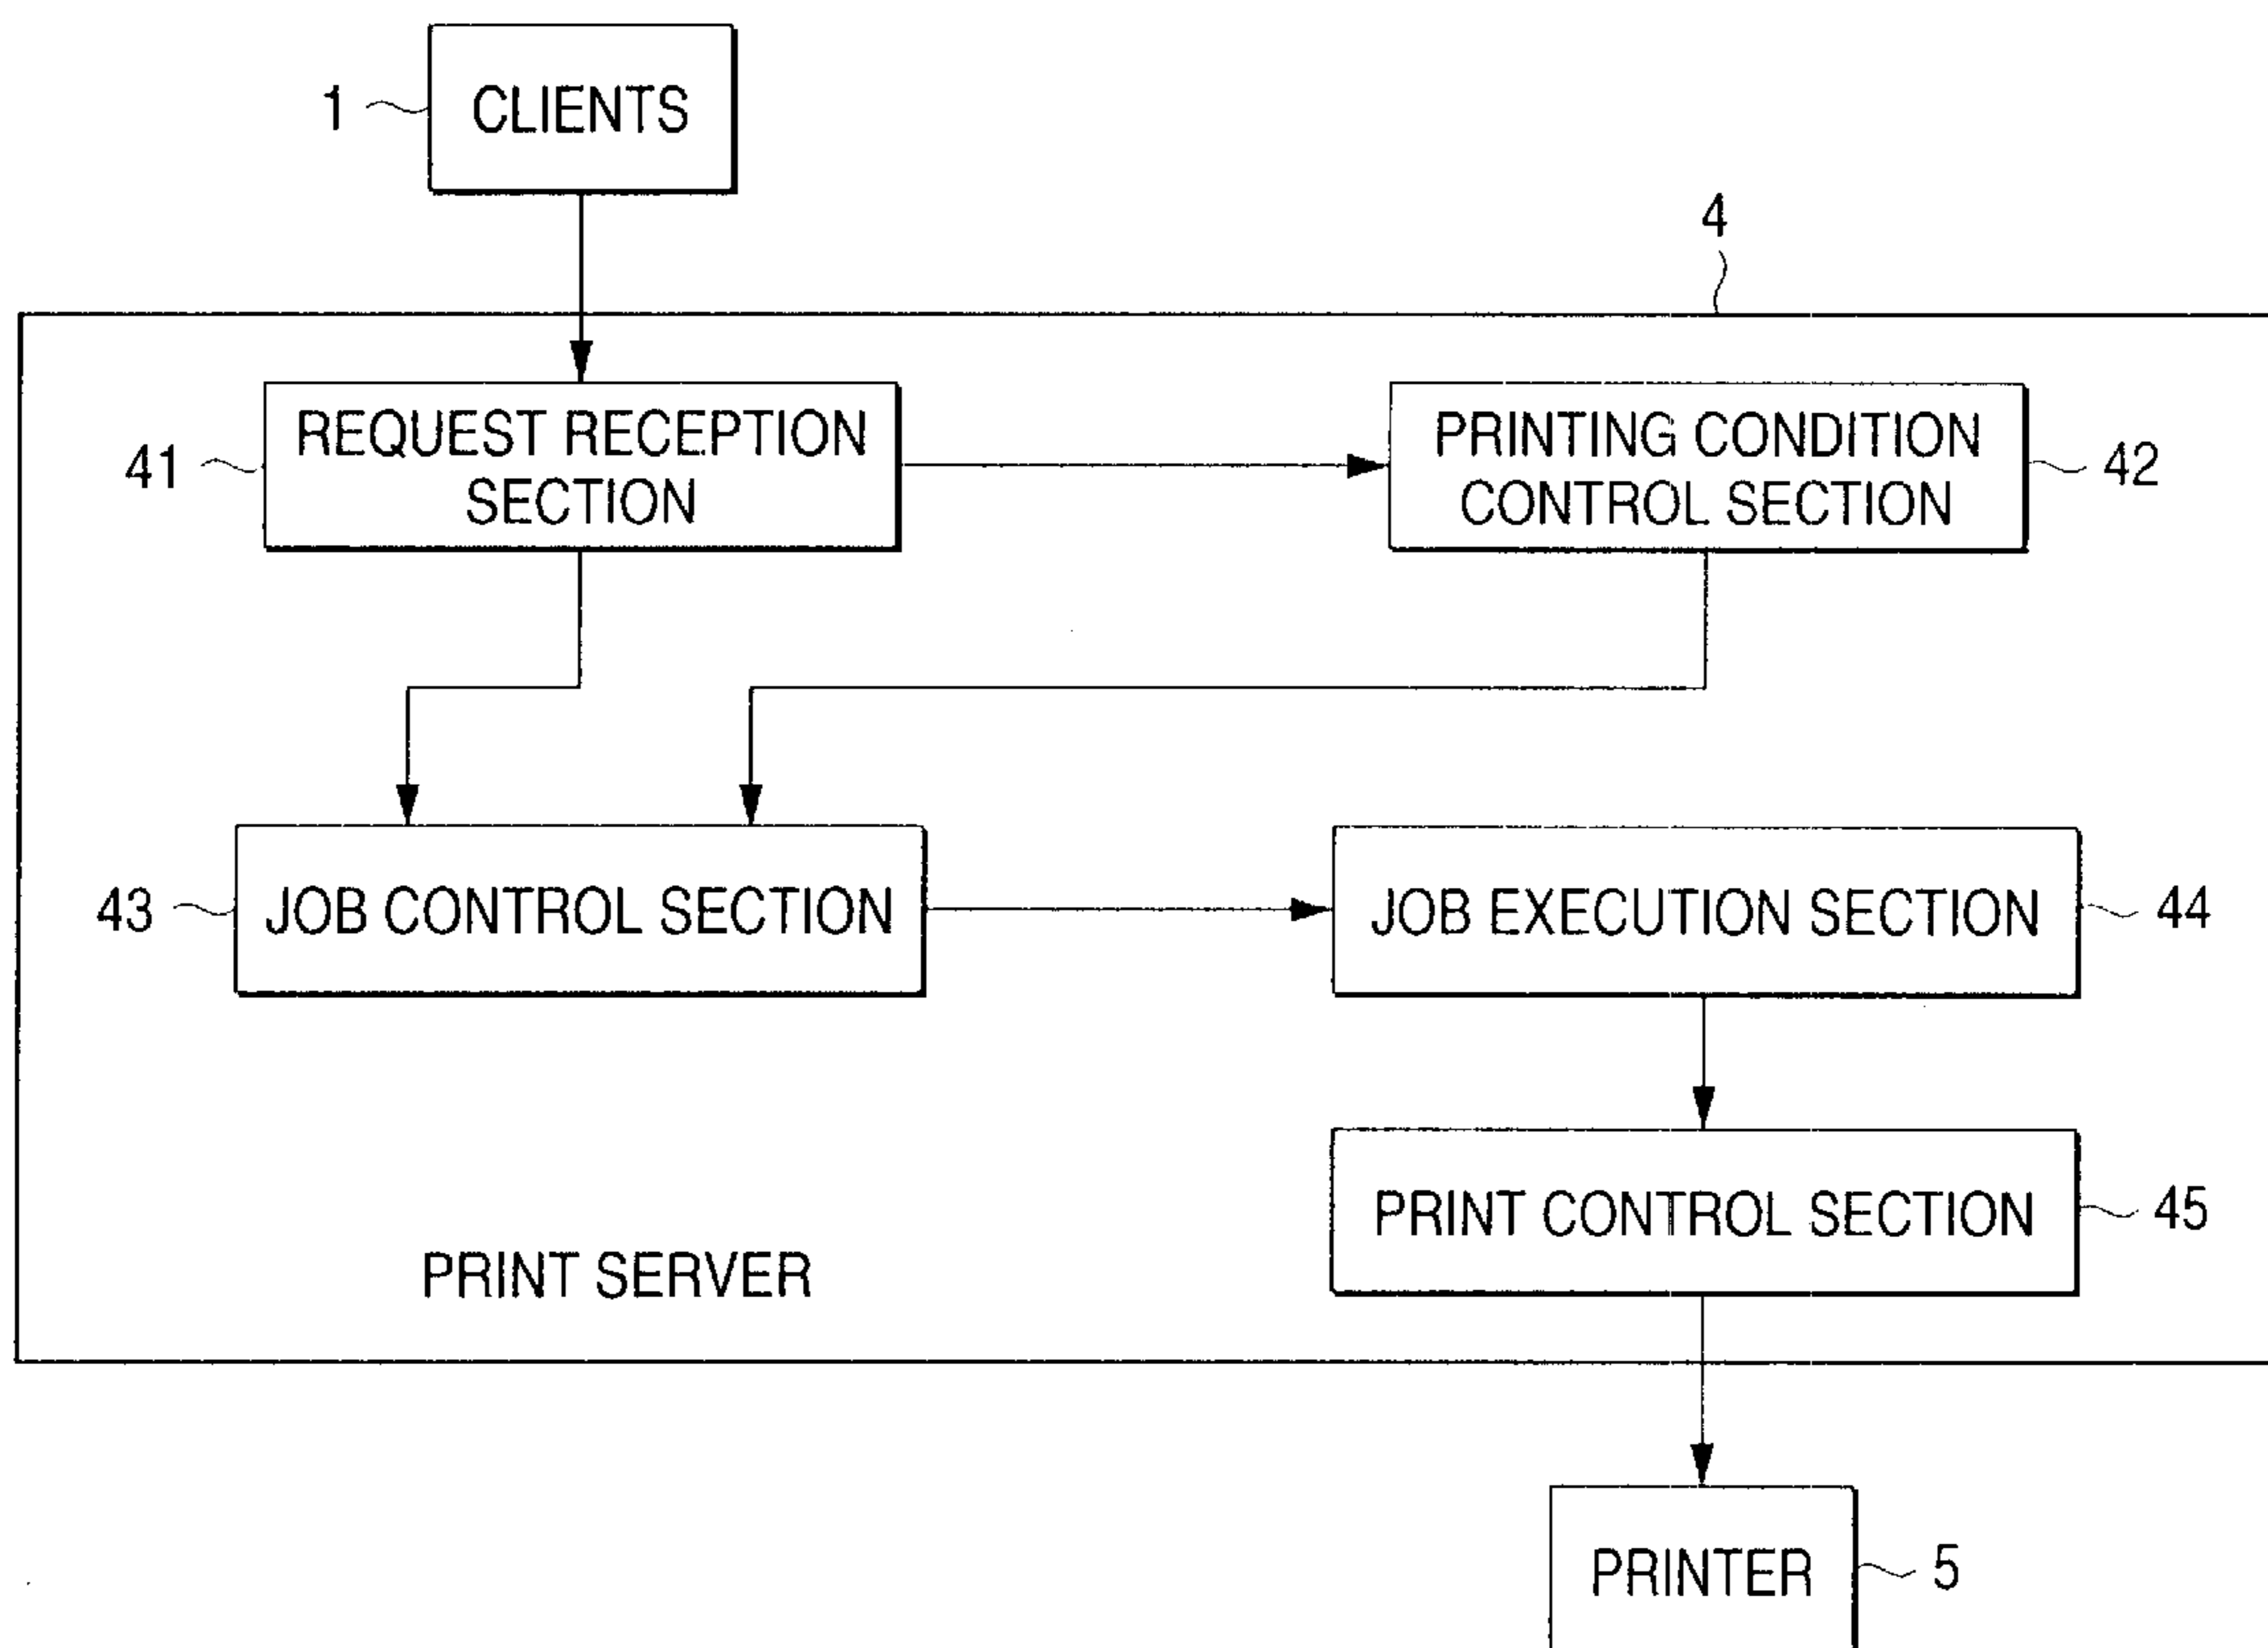 1
CLIENTS
4
41
REQUEST RECEPTION
SECTION
PRINTING CONDITION
CONTROL SECTION
42
43
JOB CONTROL SECTION
JOB EXECUTION SECTION
44
PRINT CONTROL SECTION
45
PRINT SERVER
PRINTER
5